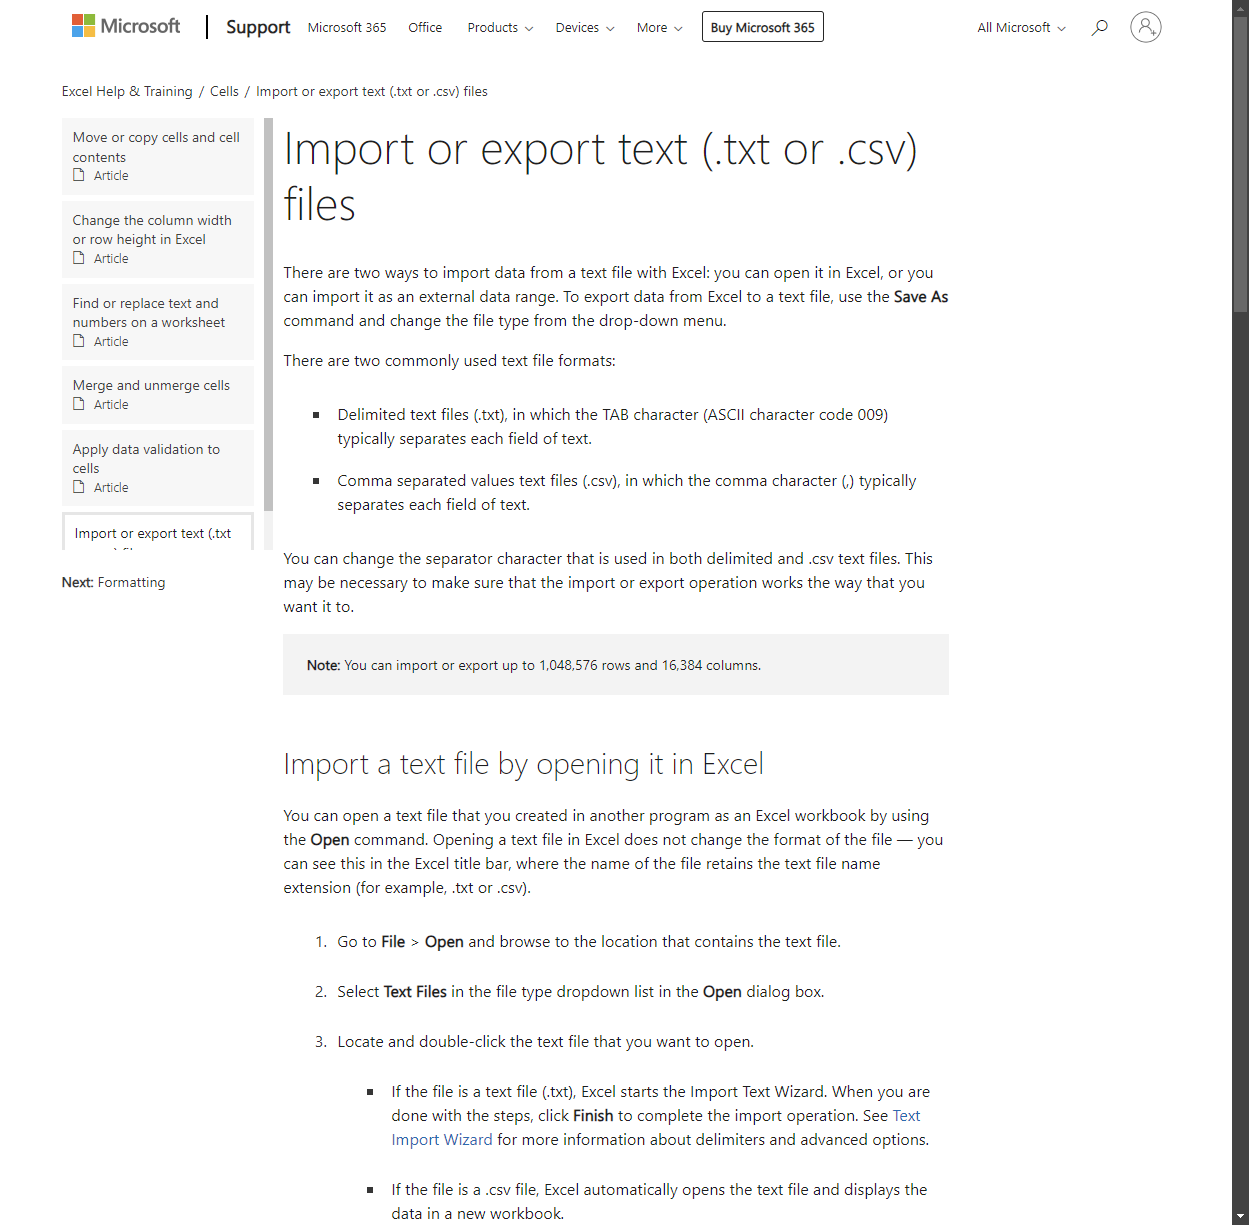 Microsoft Support Microsoft 365 Office Products Devices More Buy Microsoft 365 All Microsoft
Excel Help & Training / Cells / Import or export text (.txt or .csv) files
Move or copy cells and cell
contents
Article
Change the column width
or row height in Excel
Article
Find or replace text and
numbers on a worksheet
Article
Merge and unmerge cells
Article
Apply data validation to
cells
Article
Import or export text (.txt
Next: Formatting
Import or export text (.txt or .csv)
files
There are two ways to import data from a text file with Excel: you can open it in Excel, or you
can import it as an external data range. To export data from Excel to a text file, use the Save As
command and change the file type from the drop-down menu.
There are two commonly used text file formats:
Delimited text files (.txt), in which the TAB character (ASCII character code 009)
typically separates each field of text.
Comma separated values text files (.csv), in which the comma character (,) typically
separates each field of text.
You can change the separator character that is used in both delimited and .csv text files. This
may be necessary to make sure that the import or export operation works the way that you
want it to.
Note: You can import or export up to 1,048,576 rows and 16,384 columns.
Import a text file by opening it in Excel
You can open a text file that you created in another program as an Excel workbook by using
the Open command. Opening a text file in Excel does not change the format of the file — you
can see this in the Excel title bar, where the name of the file retains the text file name
extension (for example, .txt or .csv).
1. Go to File > Open and browse to the location that contains the text file.
2. Select Text Files in the file type dropdown list in the Open dialog box.
3. Locate and double-click the text file that you want to open.
If the file is a text file (.txt), Excel starts the Import Text Wizard. When you are
done with the steps, click Finish to complete the import operation. See Text
Import Wizard for more information about delimiters and advanced options.
If the file is a .csv file, Excel automatically opens the text file and displays the
data in a new workbook.